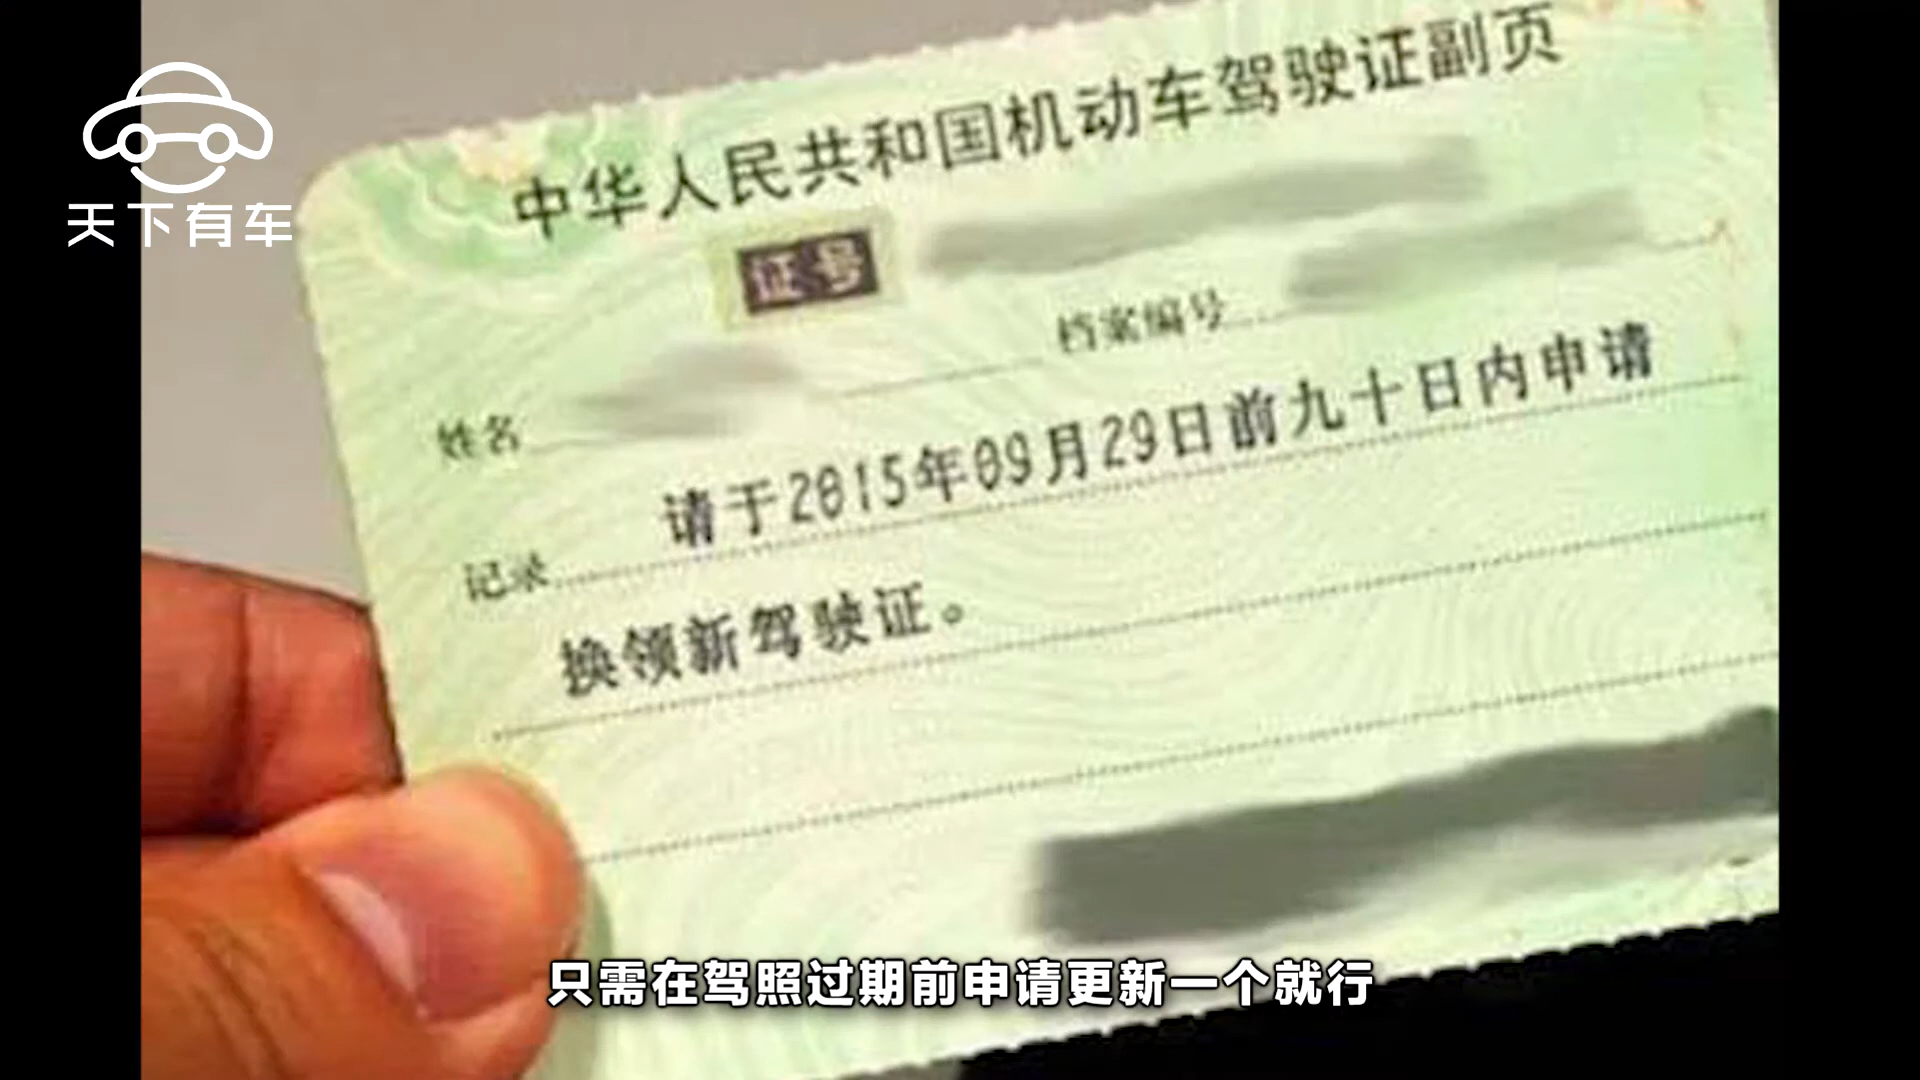 天下有车
中华人民共和国机动车驾驶证副页
证号
姓名
档案编号
记录 请于2015年09月29日前九十日内申请
换领新驾驶证。
只需在驾照过期前申请更新一个就行